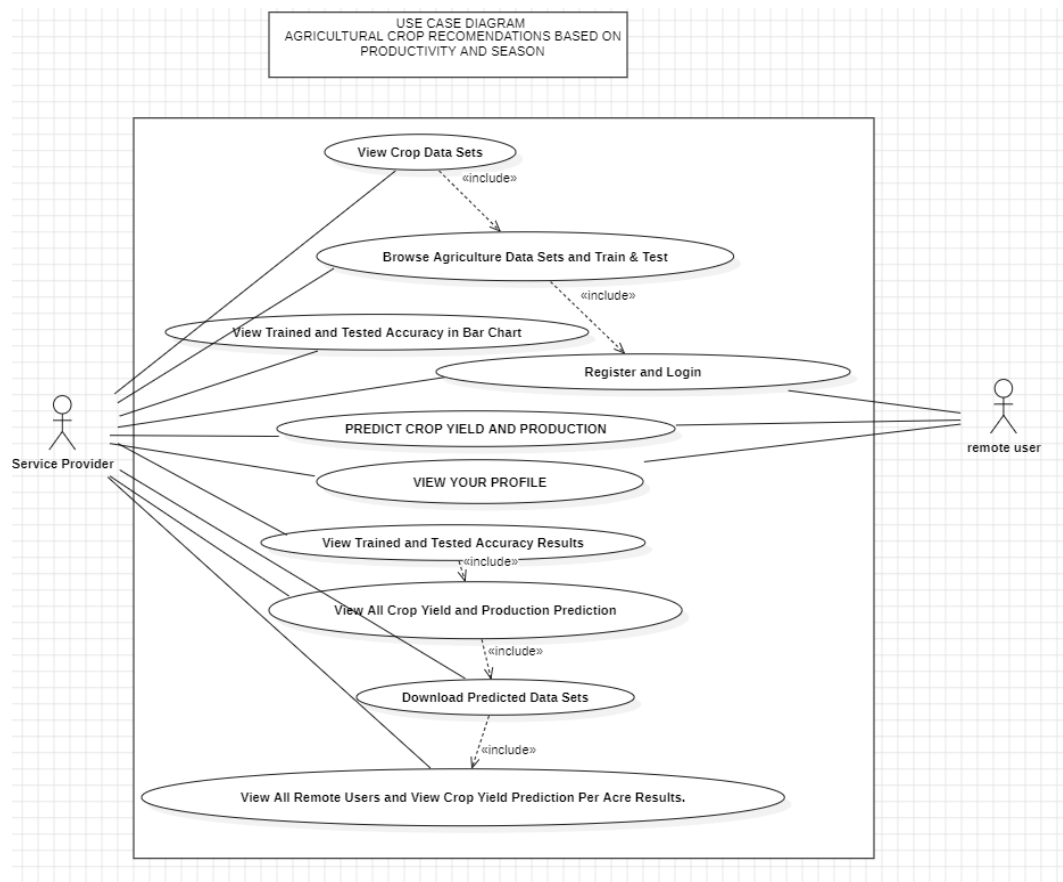 USE CASE DIAGRAM
AGRICULTURAL CROP RECOMENDATIONS BASED ON
PRODUCTIVITY AND SEASON
View Crop Data Sets
«include»
Browse Agriculture Data Sets and Train & Test
«include»
View Trained and Tested Accuracy in Bar Chart
Register and Login
PREDICT CROP YIELD AND PRODUCTION
remote user
Service Provider
VIEW YOUR PROFILE
View Trained and Tested Accuracy Results
«include»
View All Crop Yield and Production Prediction
«include»
Download Predicted Data Sets
«include»
View All Remote Users and View Crop Yield Prediction Per Acre Results.